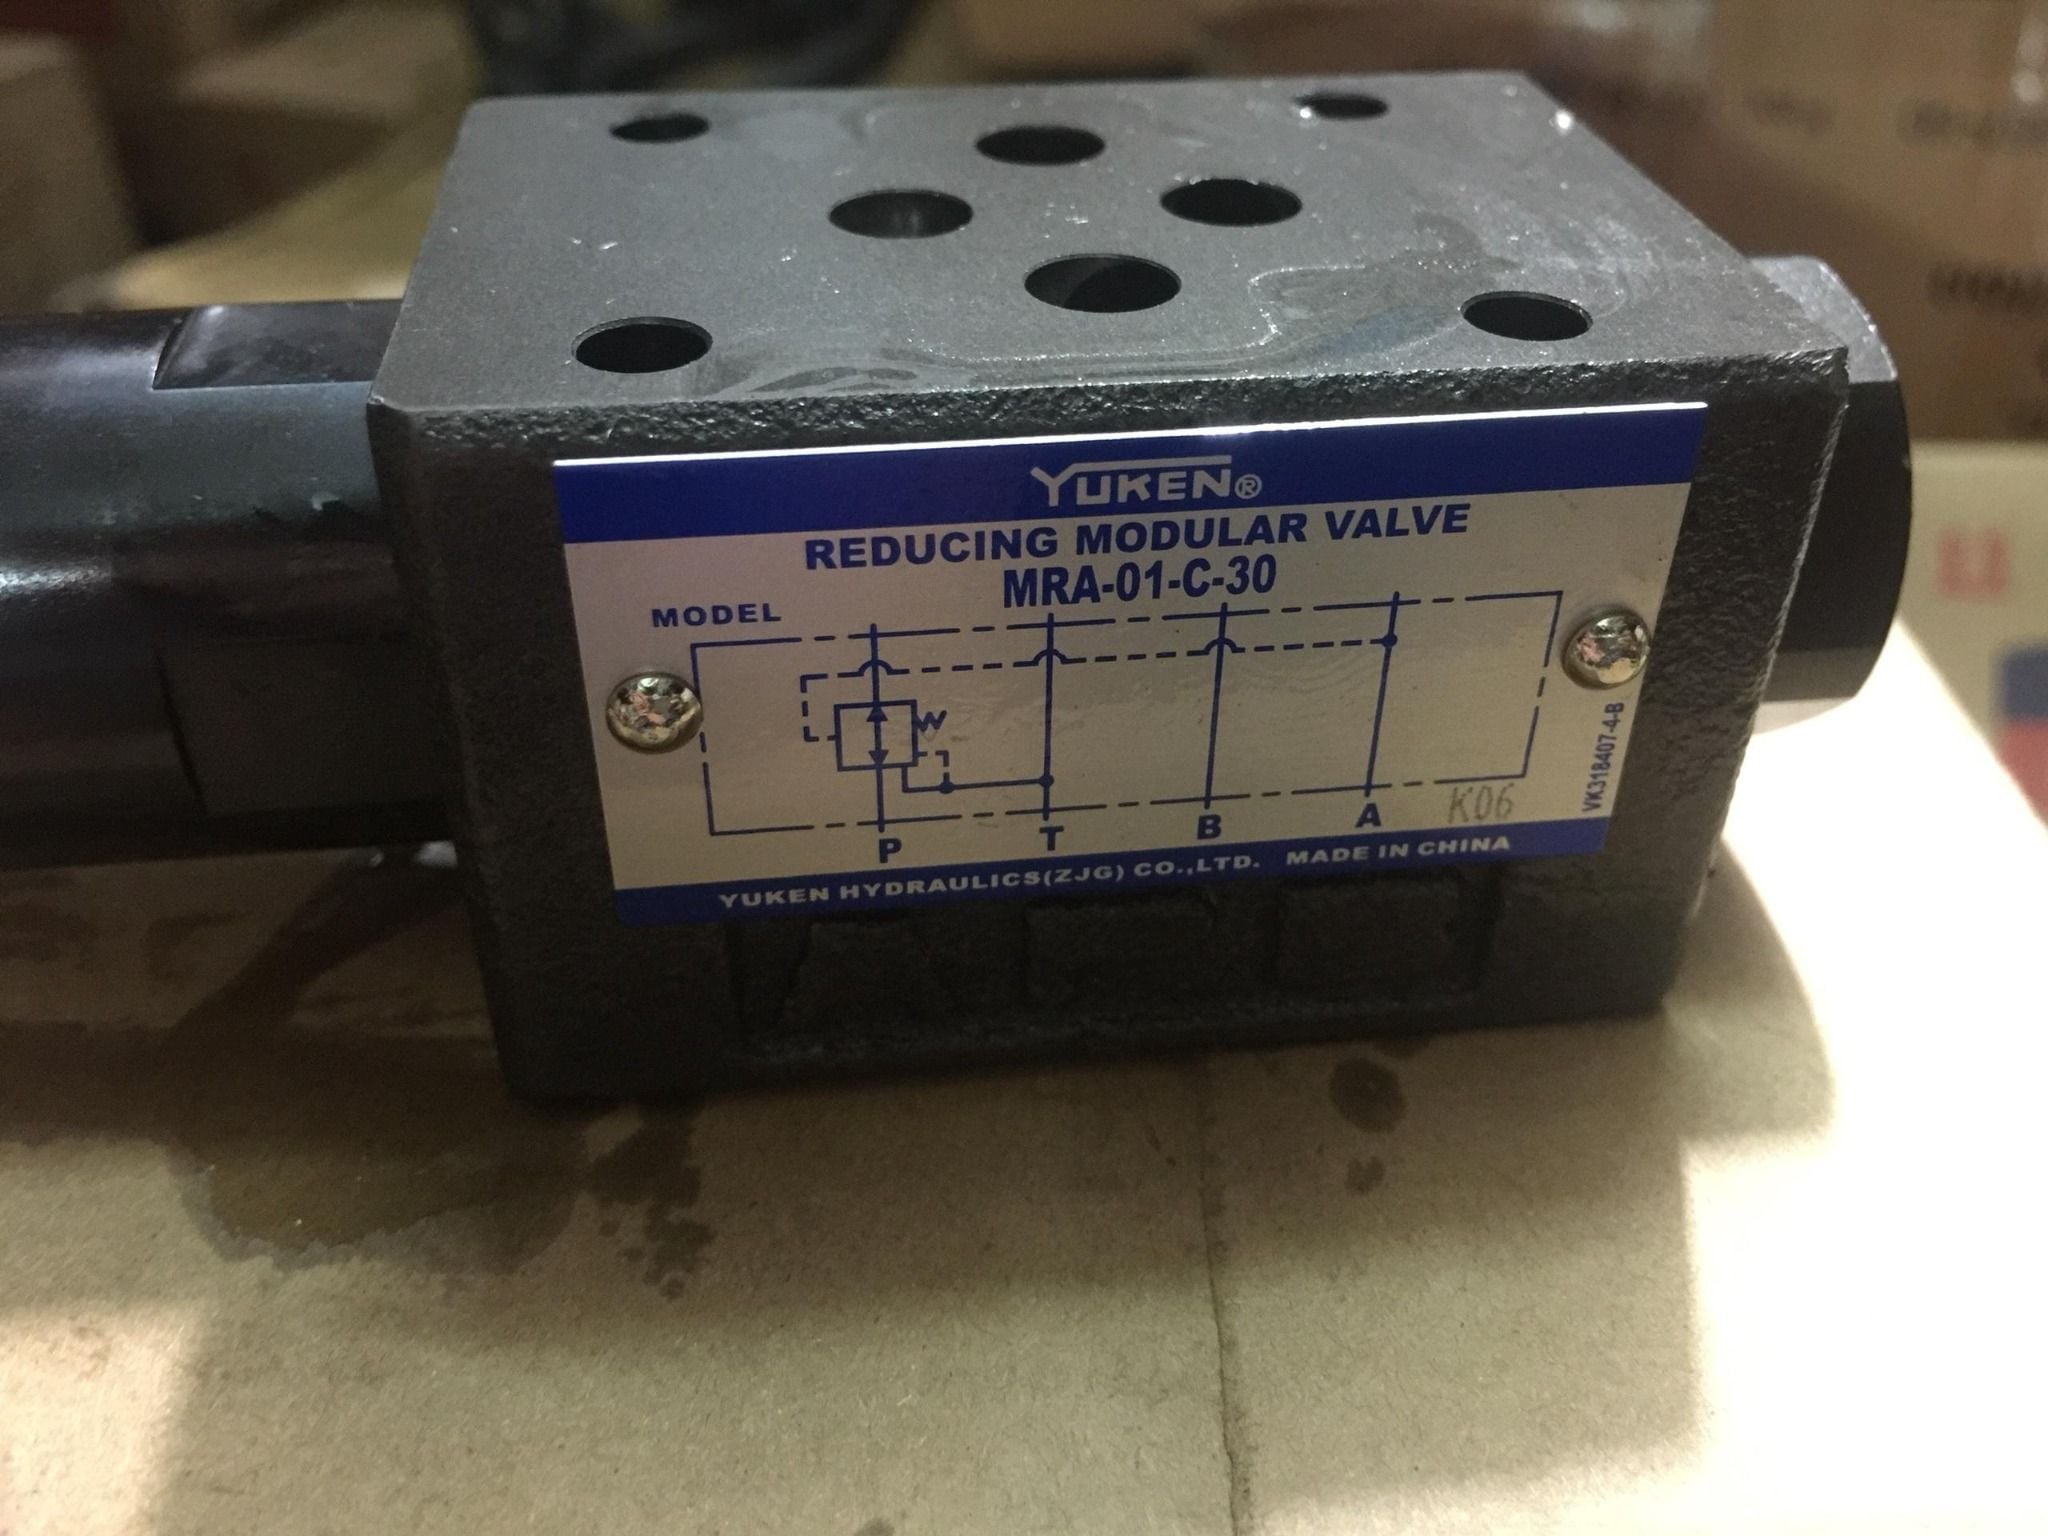 YUKEN®
REDUCING MODULAR VALVE
MRA-01-C-30
MODEL
P T B A
K06
VK318407-4-B
YUKEN HYDRAULICS(ZJG) CO.,LTD. MADE IN CHINA